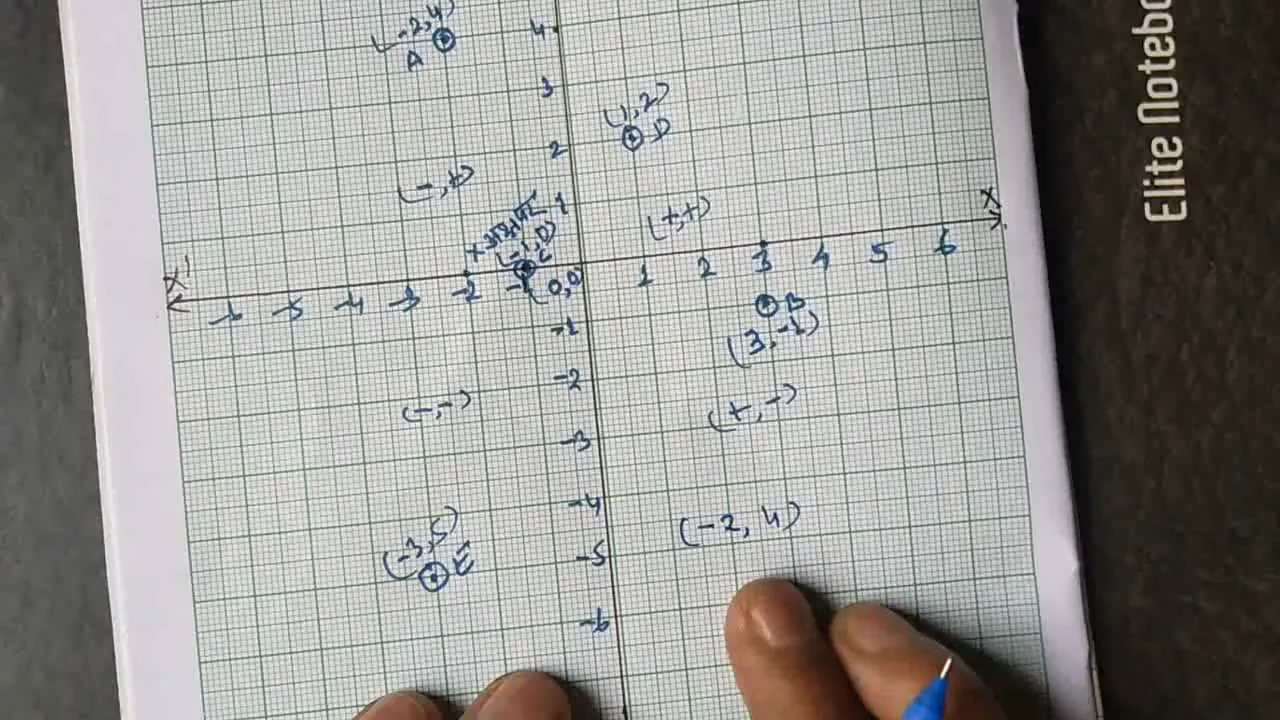 (-2,4)
A
4
3
(1,2)
D
2
(-,+)
1
(+,+)
X
X'
(-1,0)
C
-6 -5 -4 -3 -2 -1 (0,0) 1 2 3 4 5 6
-1
B
(3,-1)
-2
(-,-)
(+,-)
-3
-4
(-2, 4)
(-3,5)
E
-5
-6
Elite Notebo